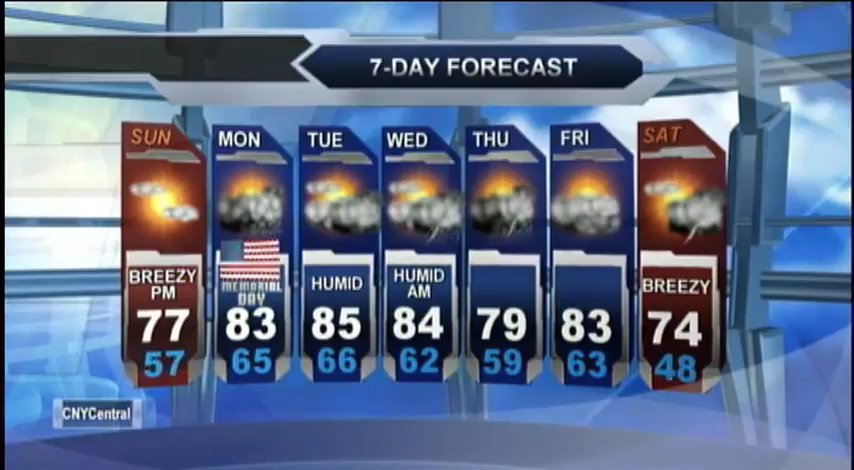 7-DAY FORECAST
SUN
MON
TUE
WED
THU
FRI
SAT
BREEZY
PM
MEMORIAL
DAY
HUMID
HUMID
AM
BREEZY
77
83
85
84
79
83
74
57
65
66
62
59
63
48
CNYCentral